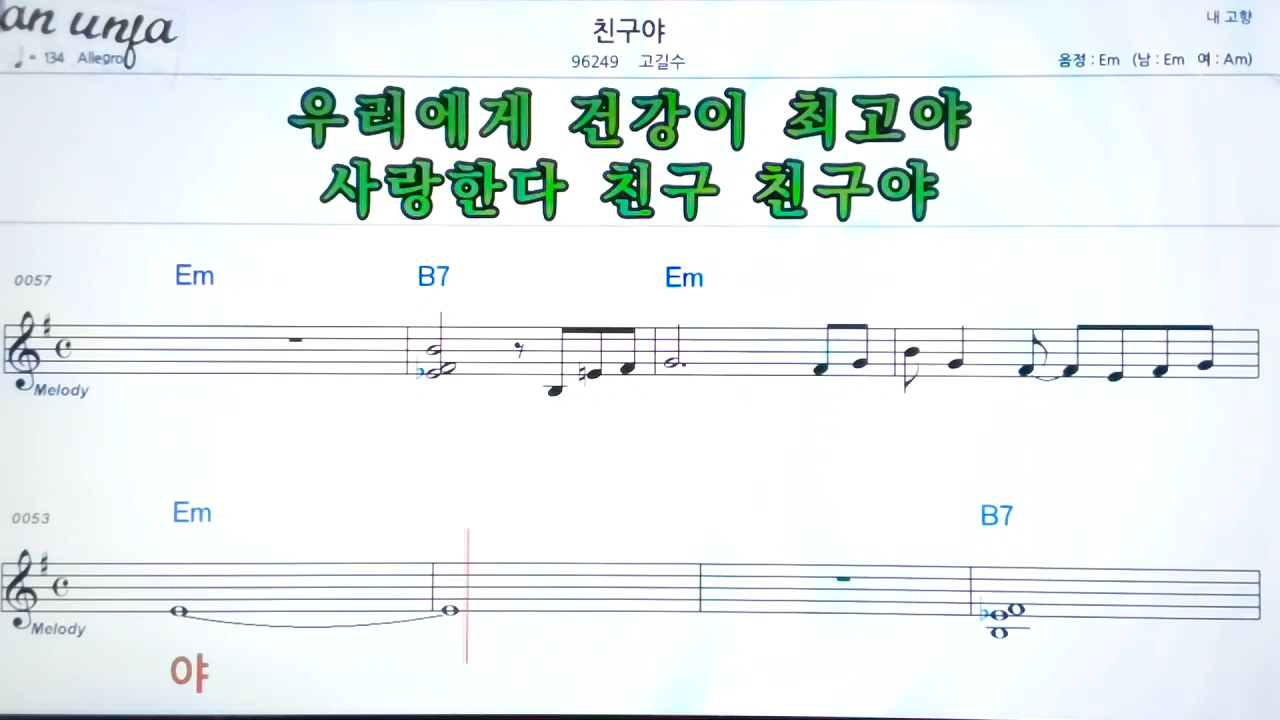 an unja
친구야
내 고향
♩= 134 Allegro
96249 고길수
음정 : Em (남 : Em 여 : Am)
우리에게 건강이 최고야
사랑한다 친구 친구야
0057 Em B7 Em
Melody
0053 Em B7
Melody
야